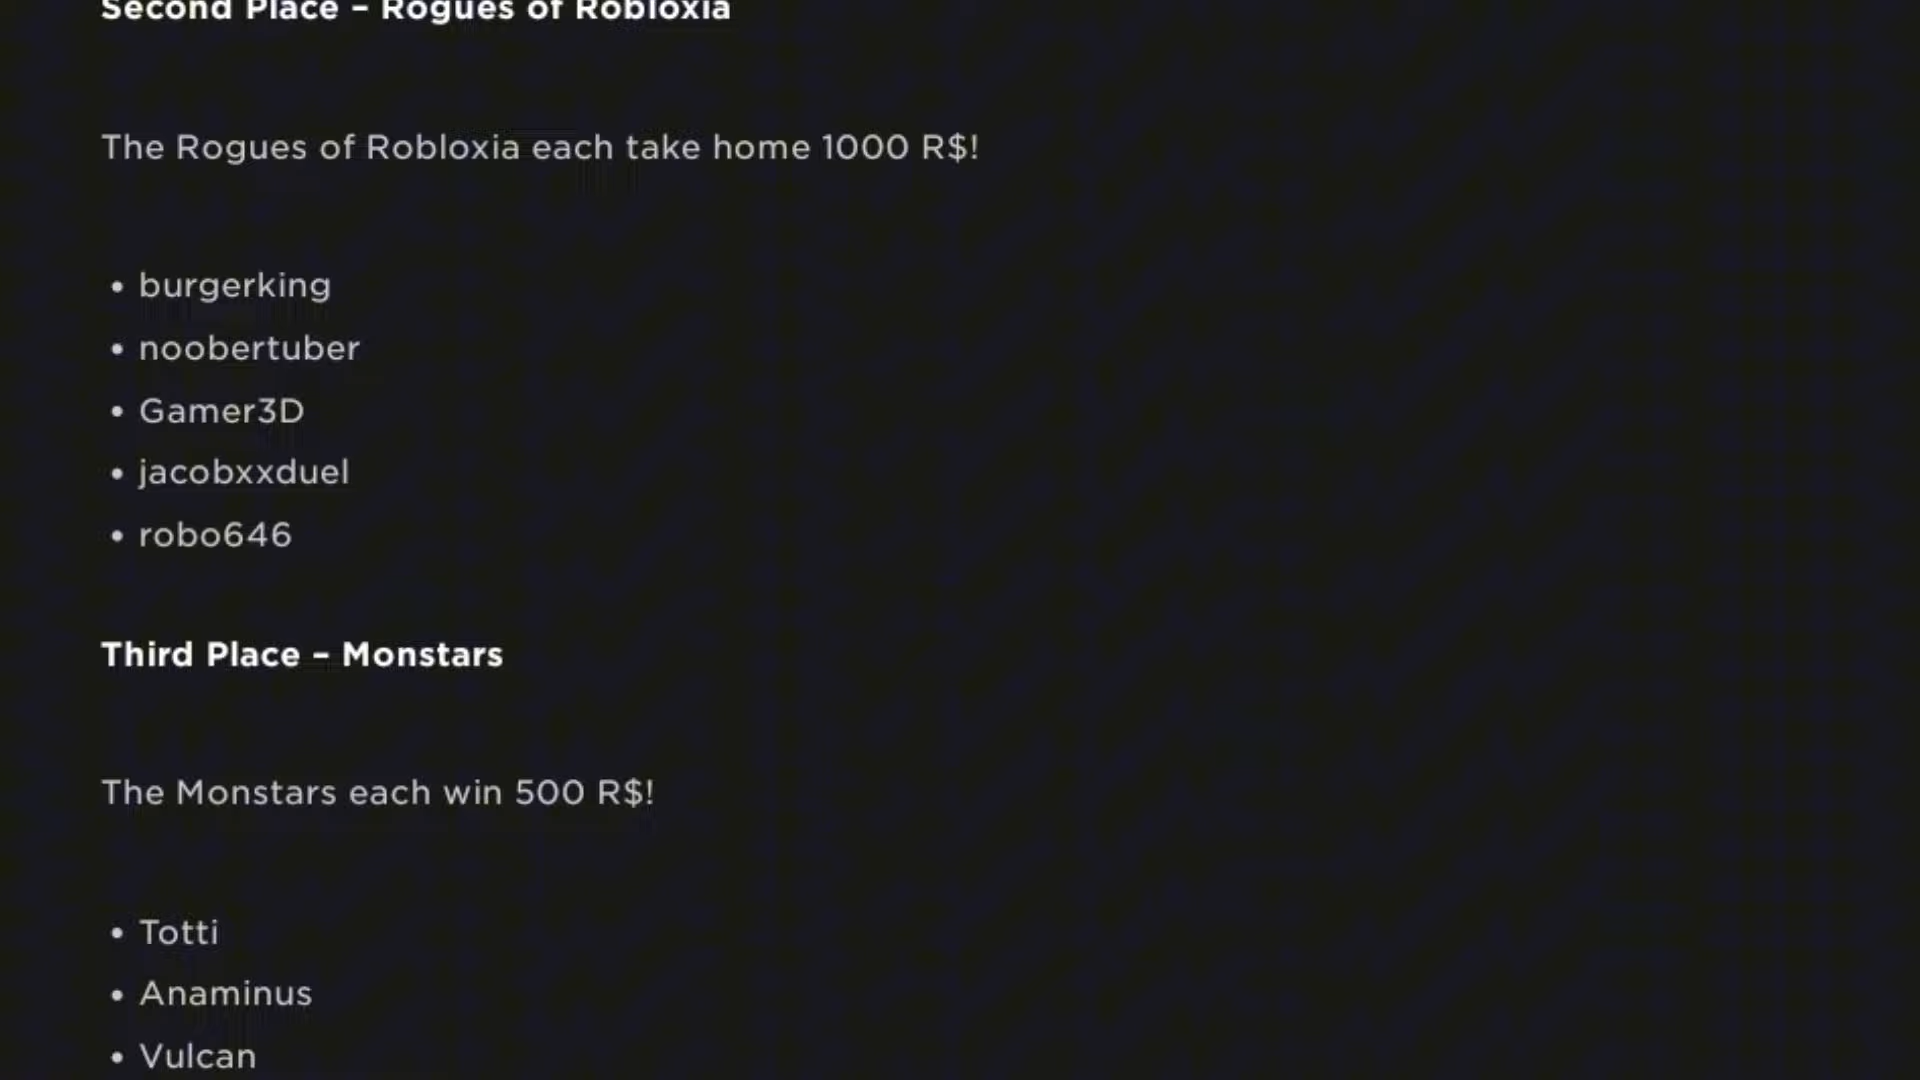 Second Place – Rogues of Robloxia
The Rogues of Robloxia each take home 1000 R$!
• burgerking
• noobertuber
• Gamer3D
• jacobxxduel
• robo646
Third Place – Monstars
The Monstars each win 500 R$!
• Totti
• Anaminus
• Vulcan